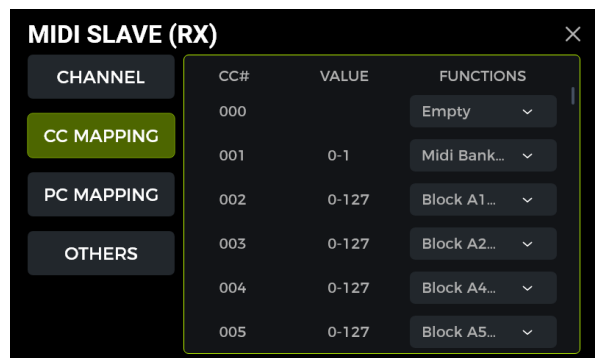 MIDI SLAVE (RX)
CHANNEL
CC MAPPING
PC MAPPING
OTHERS
CC# VALUE FUNCTIONS
000 Empty
001 0-1 Midi Bank...
002 0-127 Block A1...
003 0-127 Block A2...
004 0-127 Block A4...
005 0-127 Block A5...